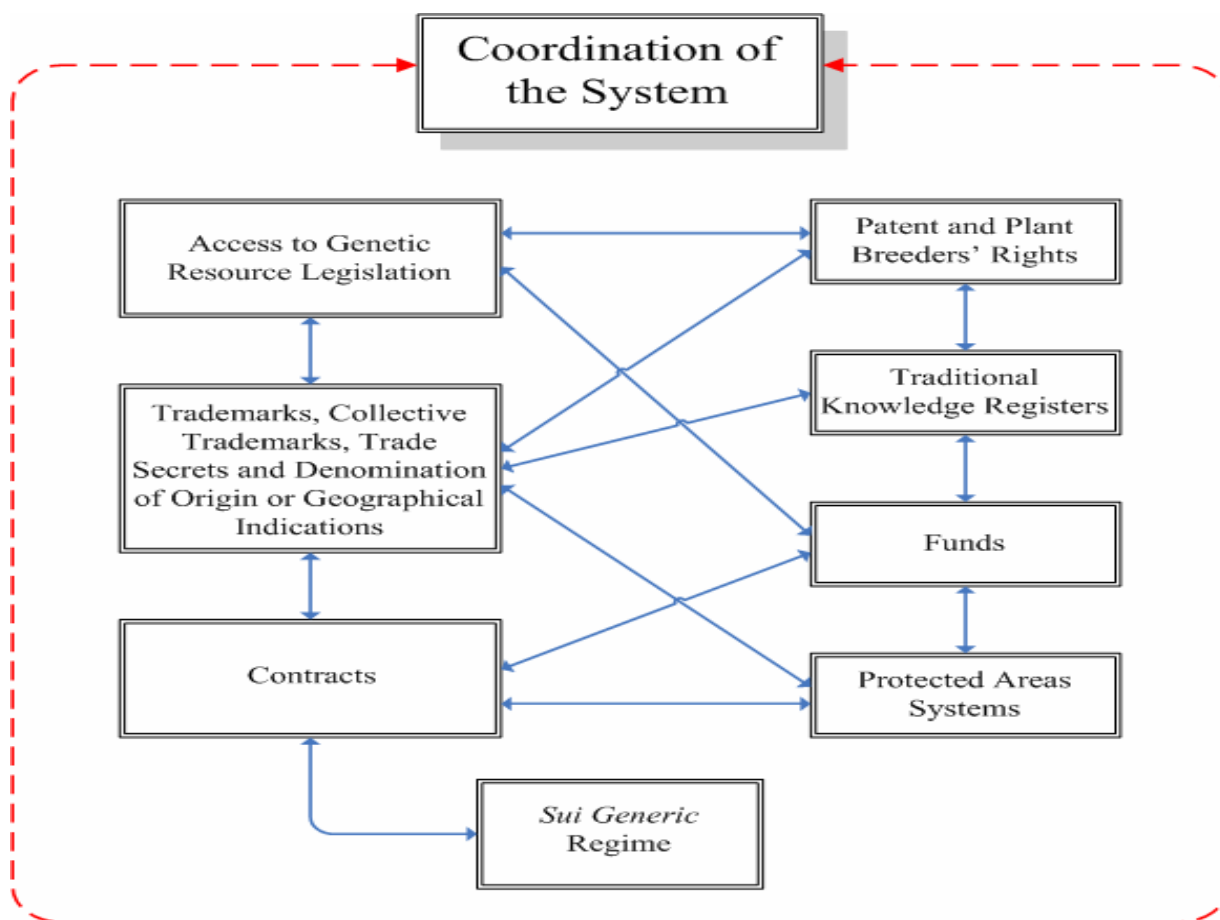 Coordination of
the System
Access to Genetic
Resource Legislation
Patent and Plant
Breeders’ Rights
Trademarks, Collective
Trademarks, Trade
Secrets and Denomination
of Origin or Geographical
Indications
Traditional
Knowledge Registers
Funds
Contracts
Protected Areas
Systems
Sui Generic
Regime